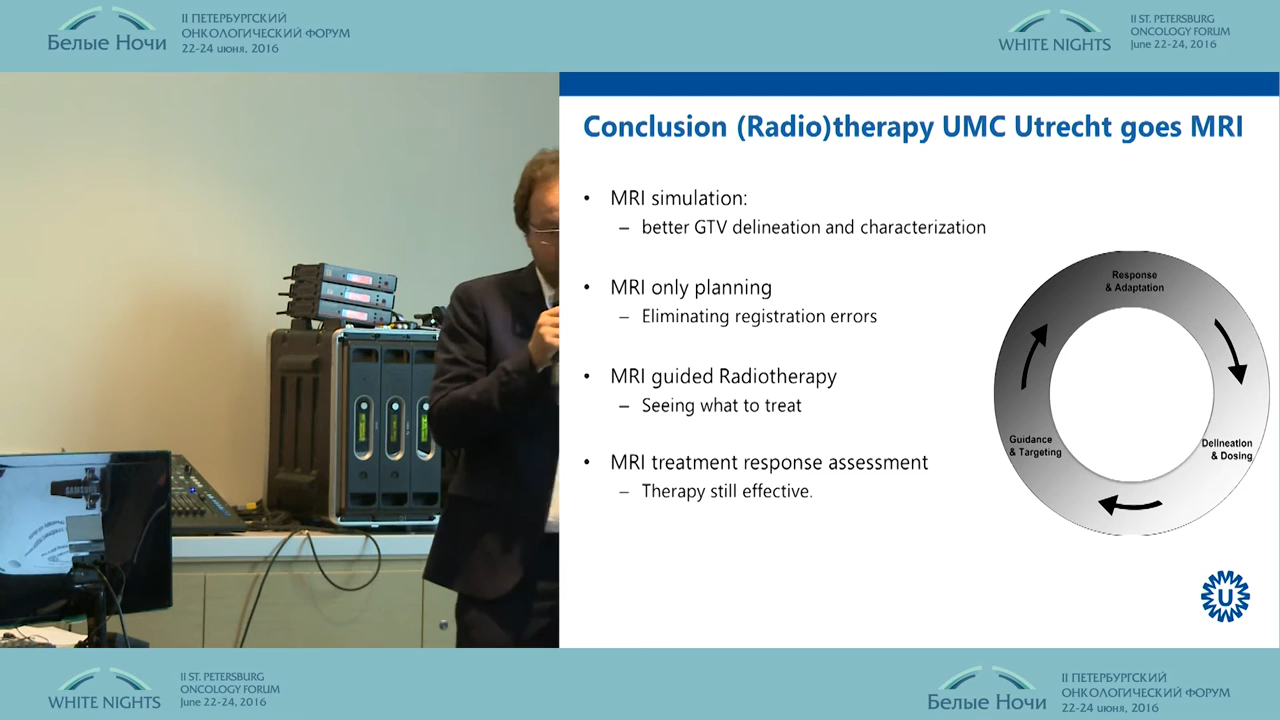 Белые Ночи
II ПЕТЕРБУРГСКИЙ
ОНКОЛОГИЧЕСКИЙ ФОРУМ
22-24 июня, 2016
WHITE NIGHTS
II ST. PETERSBURG
ONCOLOGY FORUM
June 22-24, 2016
Conclusion (Radio)therapy UMC Utrecht goes MRI
• MRI simulation:
– better GTV delineation and characterization
• MRI only planning
– Eliminating registration errors
• MRI guided Radiotherapy
– Seeing what to treat
• MRI treatment response assessment
– Therapy still effective.
Response
& Adaptation
Delineation
& Dosing
Guidance
& Targeting
U
SAMSUNG
WHITE NIGHTS
II ST. PETERSBURG
ONCOLOGY FORUM
June 22-24, 2016
Белые Ночи
II ПЕТЕРБУРГСКИЙ
ОНКОЛОГИЧЕСКИЙ ФОРУМ
22-24 июня, 2016